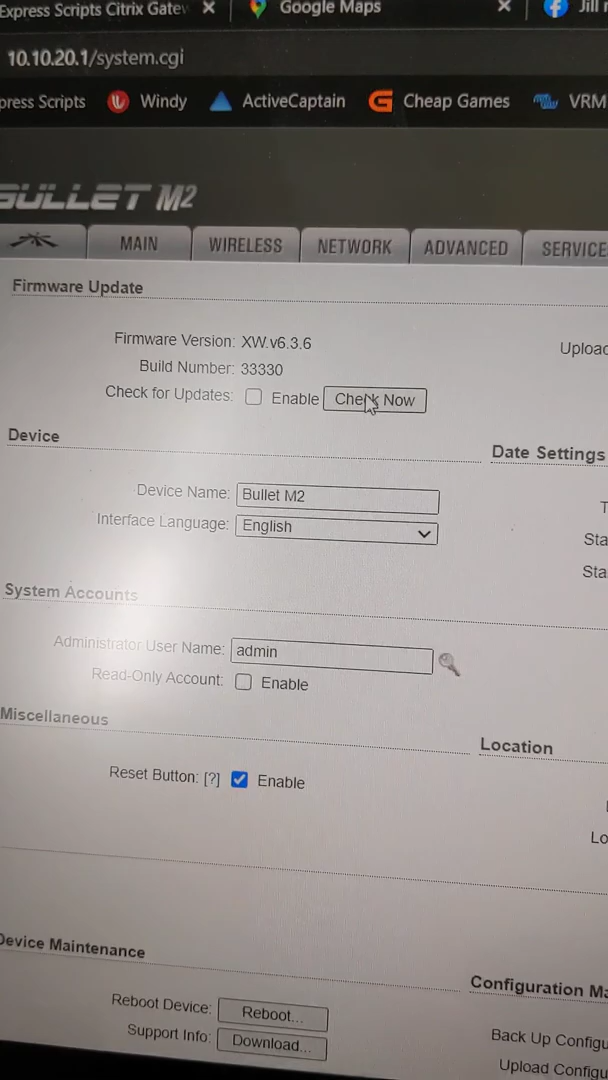 Express Scripts Citrix Gatew
Google Maps
Jill
10.10.20.1/system.cgi
press Scripts Windy ActiveCaptain Cheap Games VRM
BULLET M2
MAIN WIRELESS NETWORK ADVANCED SERVICE
Firmware Update
Firmware Version: XW.v6.3.6
Upload
Build Number: 33330
Check for Updates: Enable Check Now
Device
Date Settings
Device Name: Bullet M2
T
Interface Language: English
Sta
Sta
System Accounts
Administrator User Name: admin
Read-Only Account: Enable
Miscellaneous
Location
Reset Button: [?] Enable
Lo
Device Maintenance
Configuration Ma
Reboot Device: Reboot...
Back Up Configu
Support Info: Download...
Upload Configu